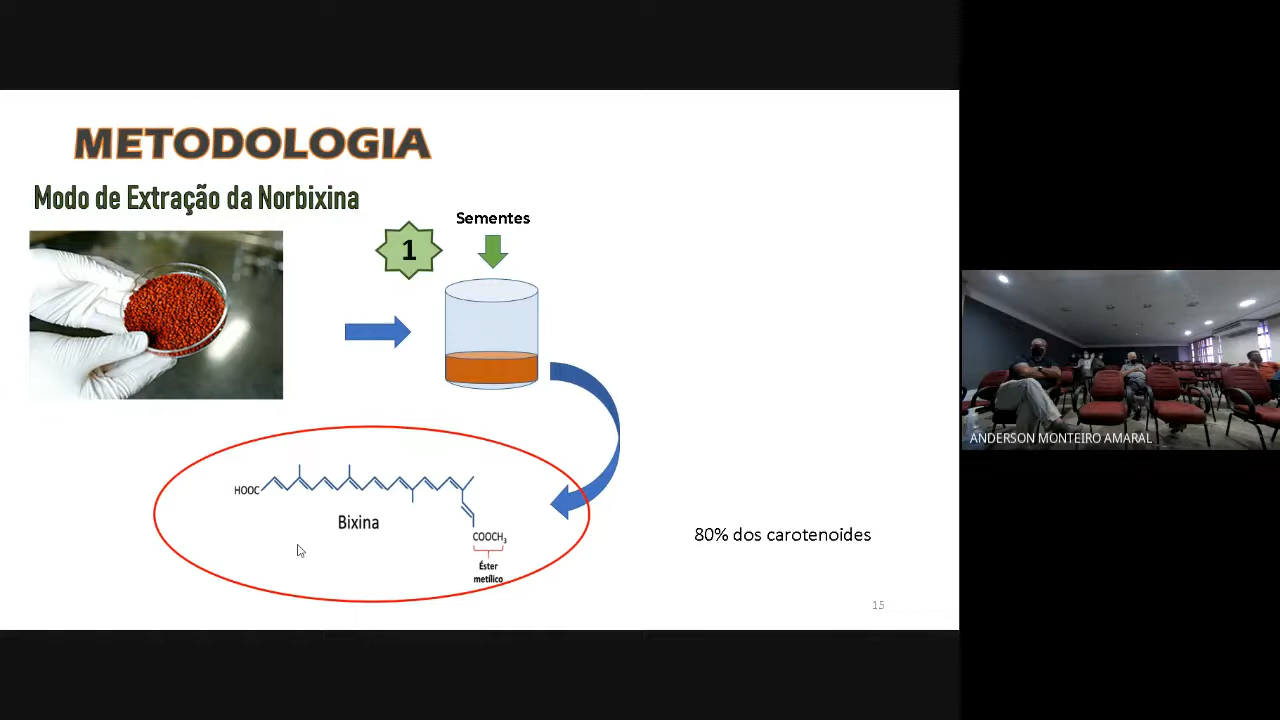 METODOLOGIA
Modo de Extração da Norbixina
Sementes
1
HOOC
Bixina
COOCH₃
Éster
metílico
80% dos carotenoides
15
ANDERSON MONTEIRO AMARAL